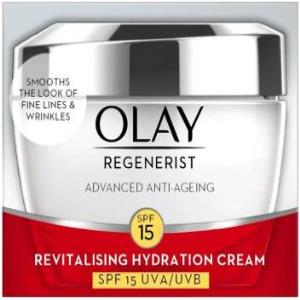 SMOOTHS
THE LOOK OF
FINE LINES &
WRINKLES
OLAY
REGENERIST
ADVANCED ANTI-AGEING
SPF
15
REVITALISING HYDRATION CREAM
SPF 15 UVA/UVB